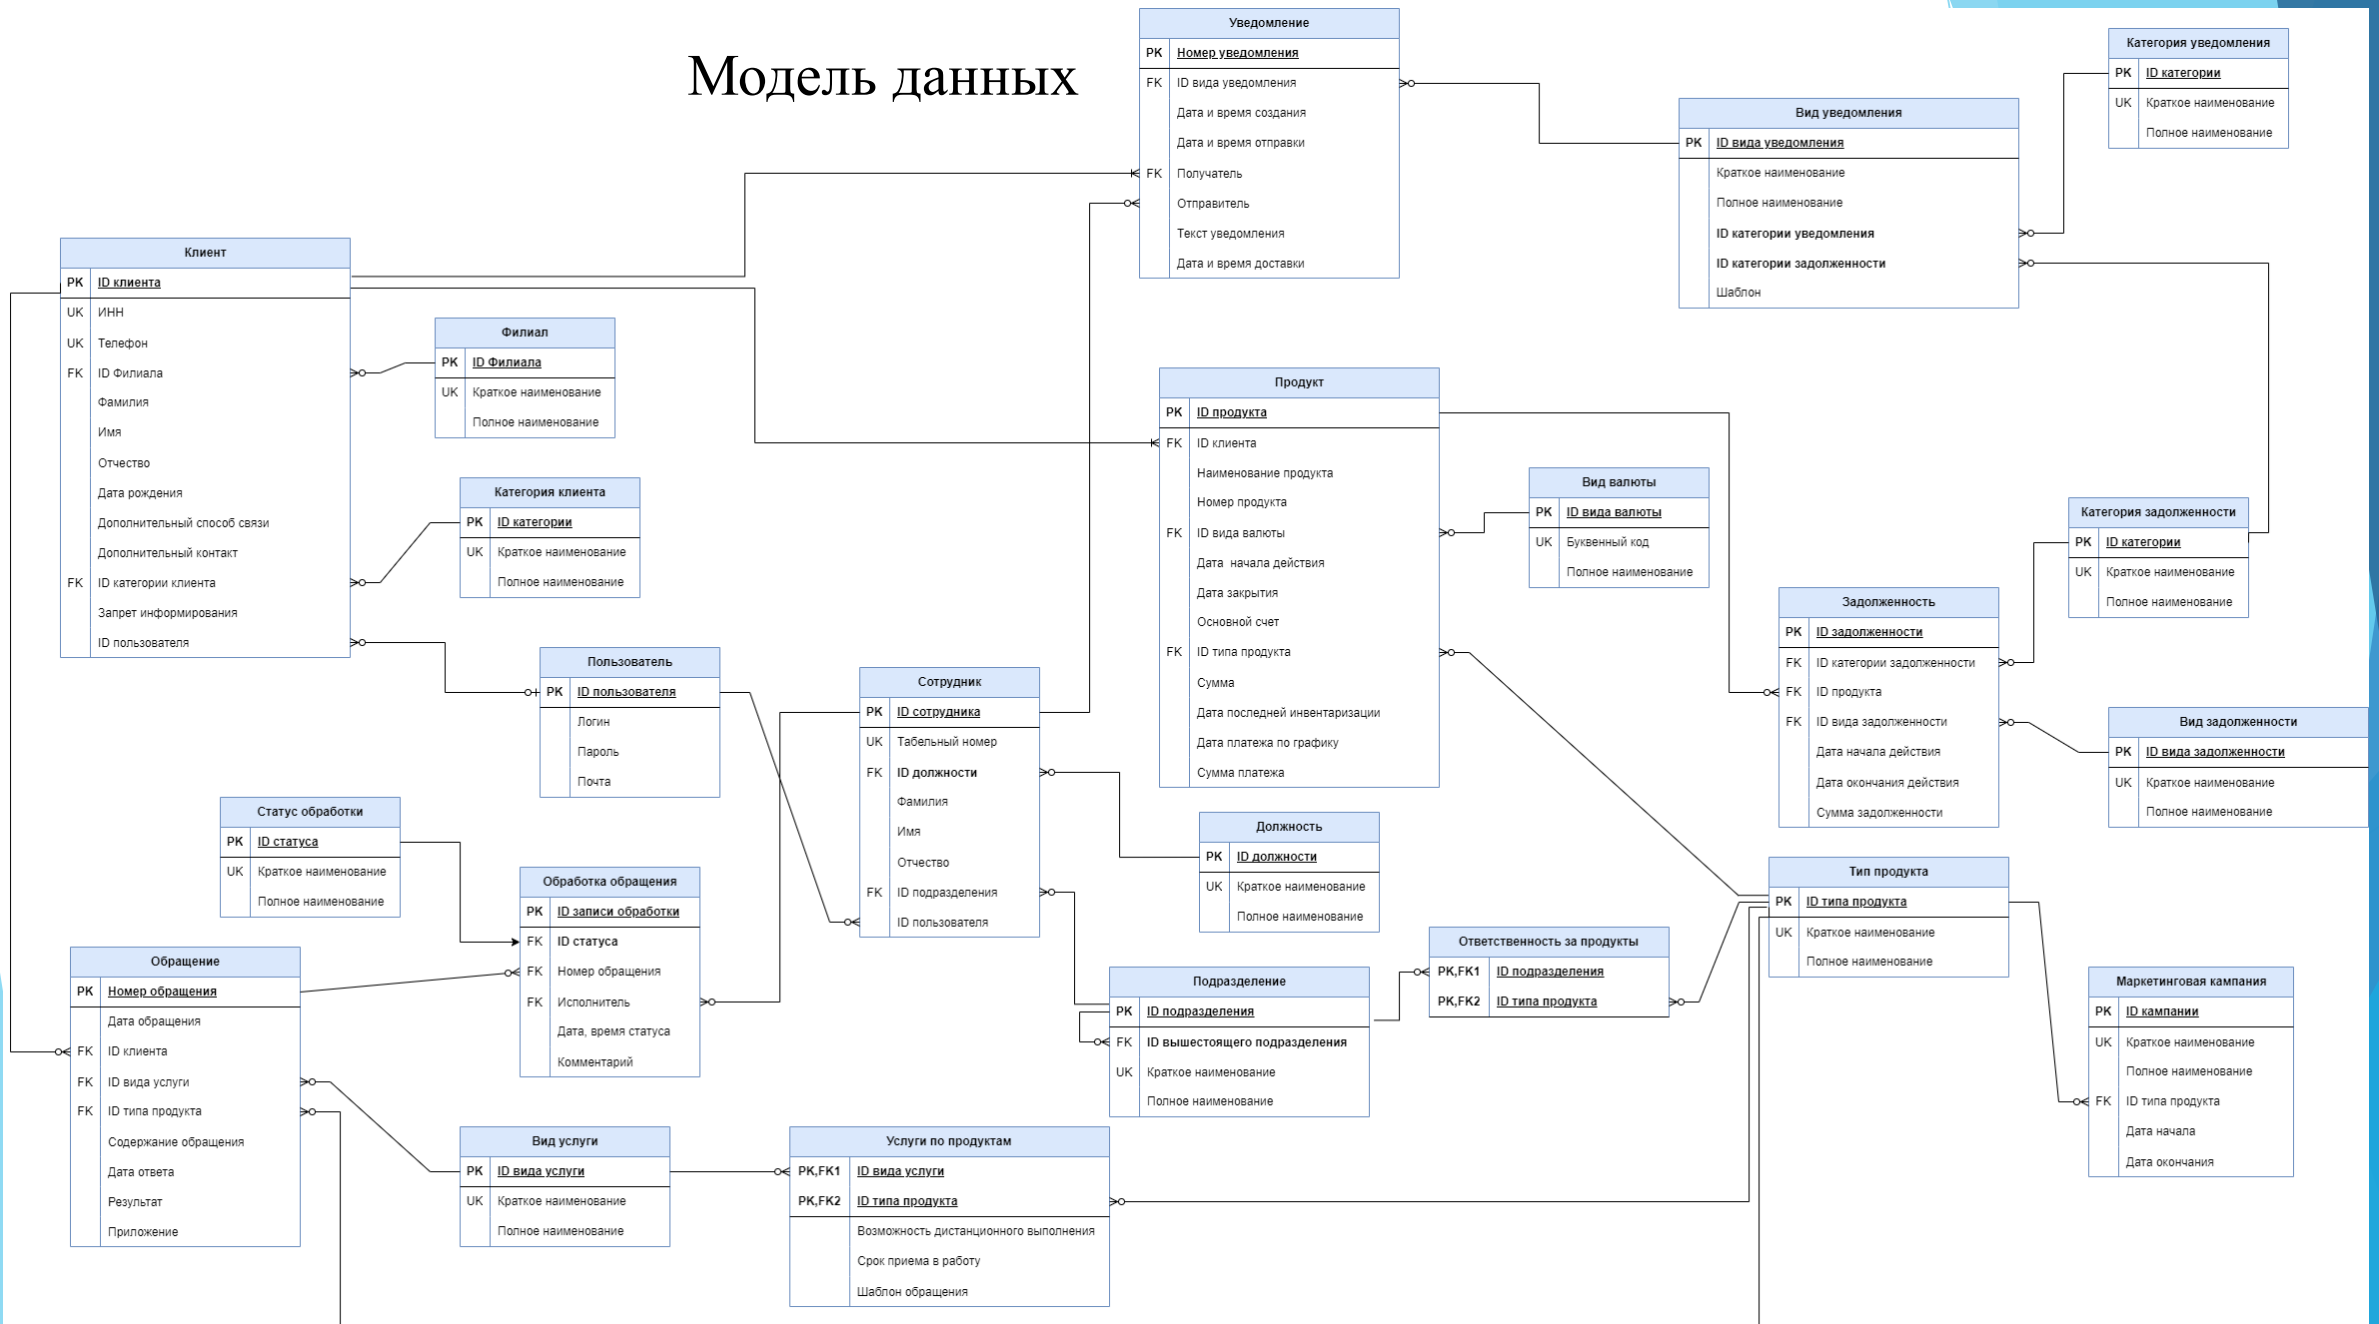 Модель данных
Уведомление
PK Номер уведомления
FK ID вида уведомления
Дата и время создания
Дата и время отправки
FK Получатель
Отправитель
Текст уведомления
Дата и время доставки
Категория уведомления
PK ID категории
UK Краткое наименование
Полное наименование
Вид уведомления
PK ID вида уведомления
Краткое наименование
Полное наименование
ID категории уведомления
ID категории задолженности
Шаблон
Клиент
PK ID клиента
UK ИНН
UK Телефон
FK ID Филиала
Фамилия
Имя
Отчество
Дата рождения
Дополнительный способ связи
Дополнительный контакт
FK ID категории клиента
Запрет информирования
ID пользователя
Филиал
PK ID Филиала
UK Краткое наименование
Полное наименование
Категория клиента
PK ID категории
UK Краткое наименование
Полное наименование
Продукт
PK ID продукта
FK ID клиента
Наименование продукта
Номер продукта
FK ID вида валюты
Дата начала действия
Дата закрытия
Основной счет
FK ID типа продукта
Сумма
Дата последней инвентаризации
Дата платежа по графику
Сумма платежа
Вид валюты
PK ID вида валюты
UK Буквенный код
Полное наименование
Категория задолженности
PK ID категории
UK Краткое наименование
Полное наименование
Задолженность
PK ID задолженности
FK ID категории задолженности
FK ID продукта
FK ID вида задолженности
Дата начала действия
Дата окончания действия
Сумма задолженности
Вид задолженности
PK ID вида задолженности
UK Краткое наименование
Полное наименование
Пользователь
PK ID пользователя
Логин
Пароль
Почта
Сотрудник
PK ID сотрудника
UK Табельный номер
FK ID должности
Фамилия
Имя
Отчество
FK ID подразделения
ID пользователя
Статус обработки
PK ID статуса
UK Краткое наименование
Полное наименование
Обработка обращения
PK ID записи обработки
FK ID статуса
FK Номер обращения
FK Исполнитель
Дата, время статуса
Комментарий
Должность
PK ID должности
UK Краткое наименование
Полное наименование
Тип продукта
PK ID типа продукта
UK Краткое наименование
Полное наименование
Ответственность за продукты
PK,FK1 ID подразделения
PK,FK2 ID типа продукта
Обращение
PK Номер обращения
Дата обращения
FK ID клиента
FK ID вида услуги
FK ID типа продукта
Содержание обращения
Дата ответа
Результат
Приложение
Подразделение
PK ID подразделения
FK ID вышестоящего подразделения
UK Краткое наименование
Полное наименование
Маркетинговая кампания
PK ID кампании
UK Краткое наименование
Полное наименование
FK ID типа продукта
Дата начала
Дата окончания
Вид услуги
PK ID вида услуги
UK Краткое наименование
Полное наименование
Услуги по продуктам
PK,FK1 ID вида услуги
PK,FK2 ID типа продукта
Возможность дистанционного выполнения
Срок приема в работу
Шаблон обращения